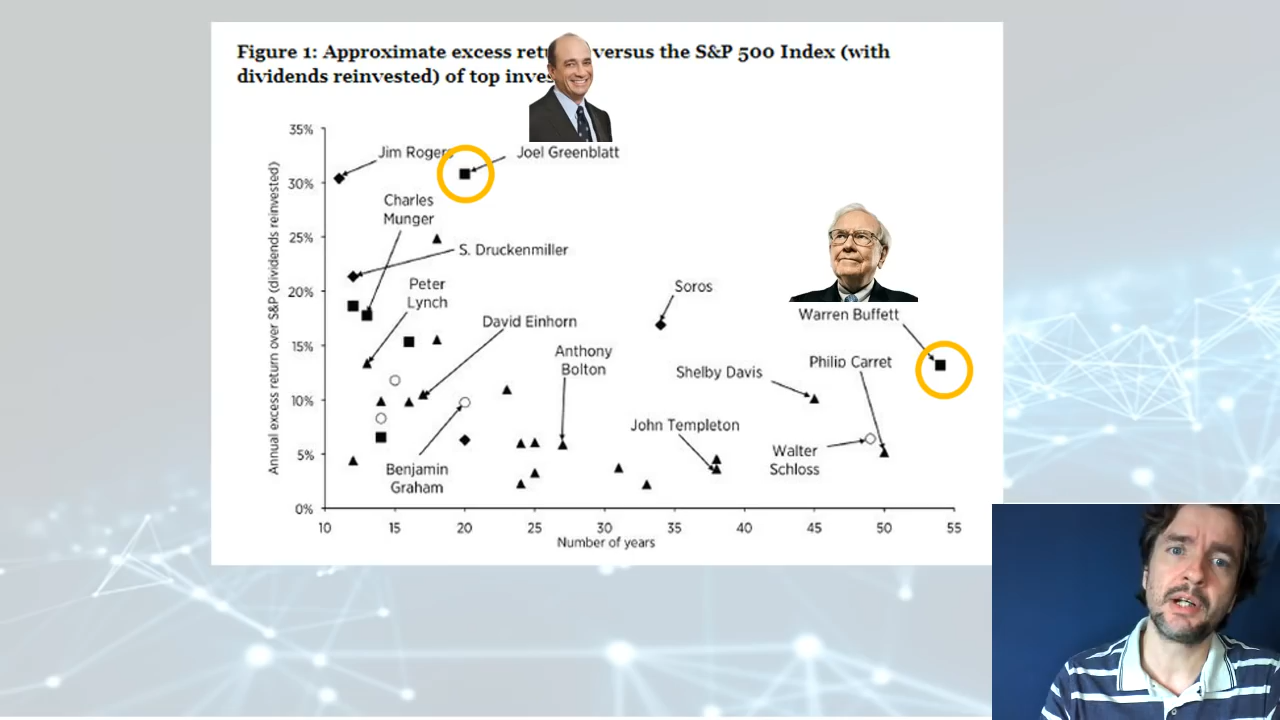 Figure 1: Approximate excess versus the S&P 500 Index (with
dividends reinvested) of top
35%
Jim Rogers
Joel Greenblatt
30%
Charles
Munger
25%
S. Druckenmiller
Peter
Lynch
Soros
20%
David Einhorn
Warren Buffett
15%
Anthony
Bolton
Philip Carret
Shelby Davis
10%
John Templeton
Walter
Schloss
5%
Benjamin
Graham
0%
10 15 20 25 30 35 40 45 50 55
Number of years
Annual excess return over S&P (dividends reinvested)